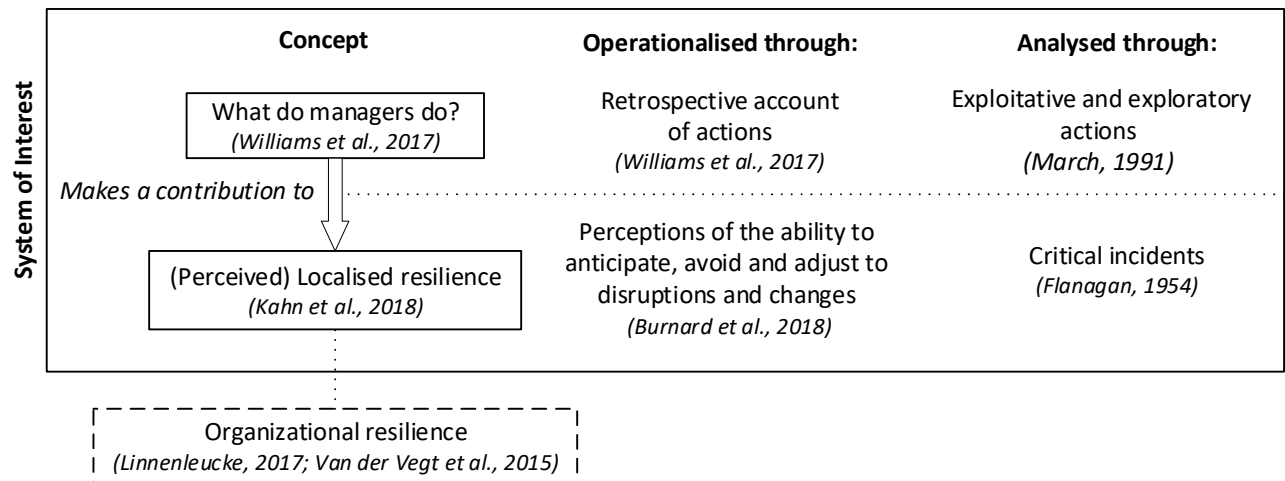 System of Interest
Concept
Operationalised through:
Analysed through:
What do managers do?
(Williams et al., 2017)
Retrospective account
of actions
(Williams et al., 2017)
Exploitative and exploratory
actions
(March, 1991)
Makes a contribution to
(Perceived) Localised resilience
(Kahn et al., 2018)
Perceptions of the ability to
anticipate, avoid and adjust to
disruptions and changes
(Burnard et al., 2018)
Critical incidents
(Flanagan, 1954)
Organizational resilience
(Linnenleucke, 2017; Van der Vegt et al., 2015)